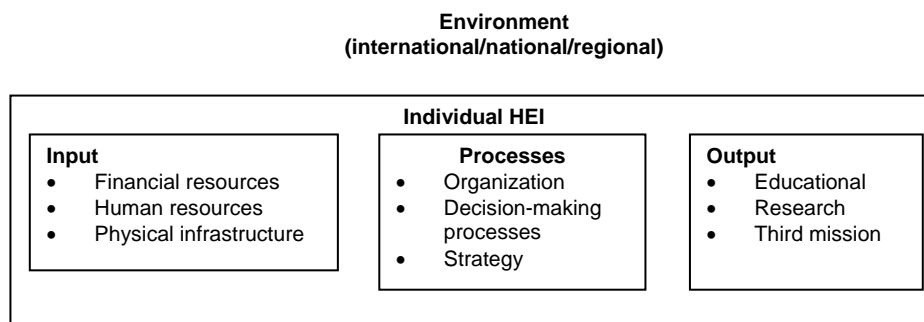 Environment
(international/national/regional)
Individual HEI
Input
• Financial resources
• Human resources
• Physical infrastructure
Processes
• Organization
• Decision-making
processes
• Strategy
Output
• Educational
• Research
• Third mission